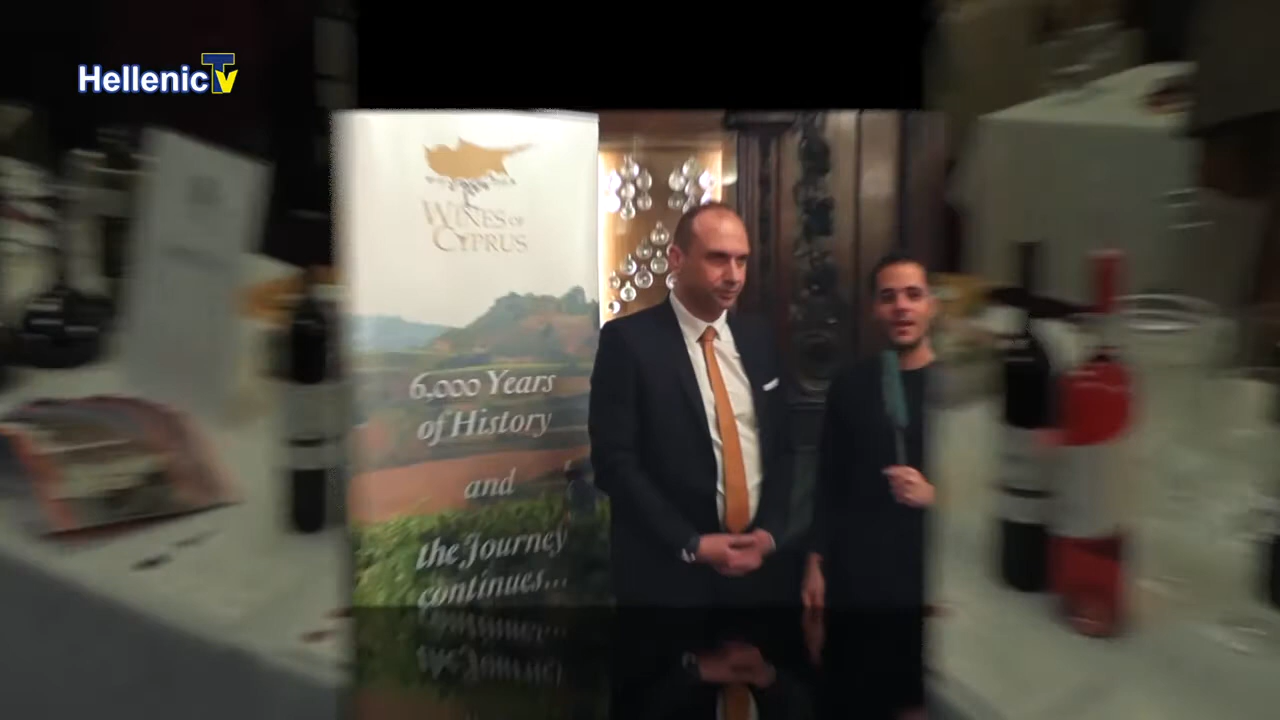 HellenicTv
WINES OF
CYPRUS
6,000 Years
of History
and
the Journey
continues...